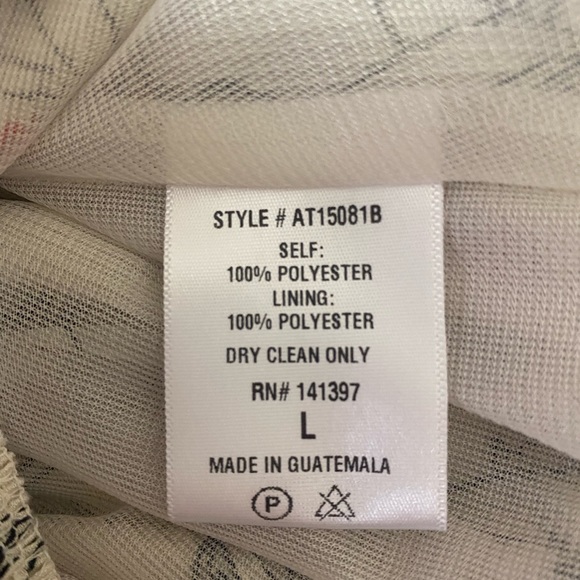 STYLE # AT15081B
SELF:
100% POLYESTER
LINING:
100% POLYESTER
DRY CLEAN ONLY
RN# 141397
L
MADE IN GUATEMALA
P